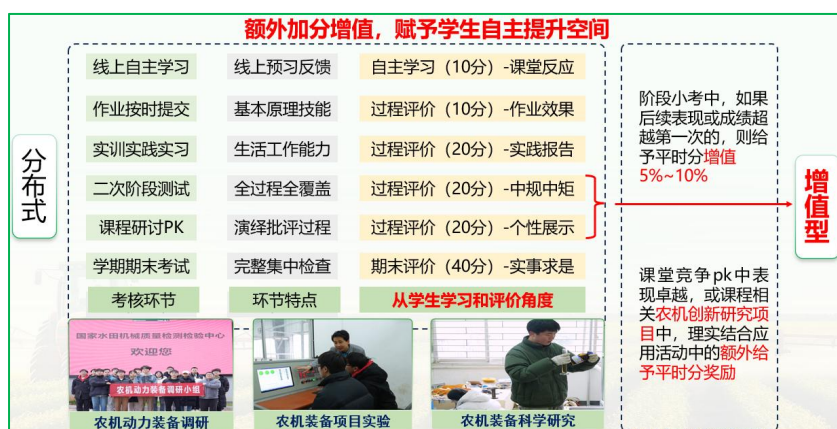 额外加分增值，赋予学生自主提升空间
分布式
线上自主学习 线上预习反馈 自主学习（10分）-课堂反应
作业按时提交 基本原理技能 过程评价（10分）-作业效果
实训实践实习 生活工作能力 过程评价（20分）-实践报告
二次阶段测试 全过程全覆盖 过程评价（20分）-中规中矩
课程研讨PK 演绎批评过程 过程评价（20分）-个性展示
学期期末考试 完整集中检查 期末评价（40分）-实事求是
考核环节 环节特点 从学生学习和评价角度
阶段小考中，如果
后续表现或成绩超
越第一次的，则给
予平时分增值
5%~10%
增值型
课堂竞争pk中表
现卓越，或课程相
关农机创新研究项
目中，理实结合应
用活动中的额外给
予平时分奖励
国家水田机械质量检测检验中心
欢迎您
农机动力装备调研小组
农机动力装备调研 农机装备项目实验 农机装备科学研究